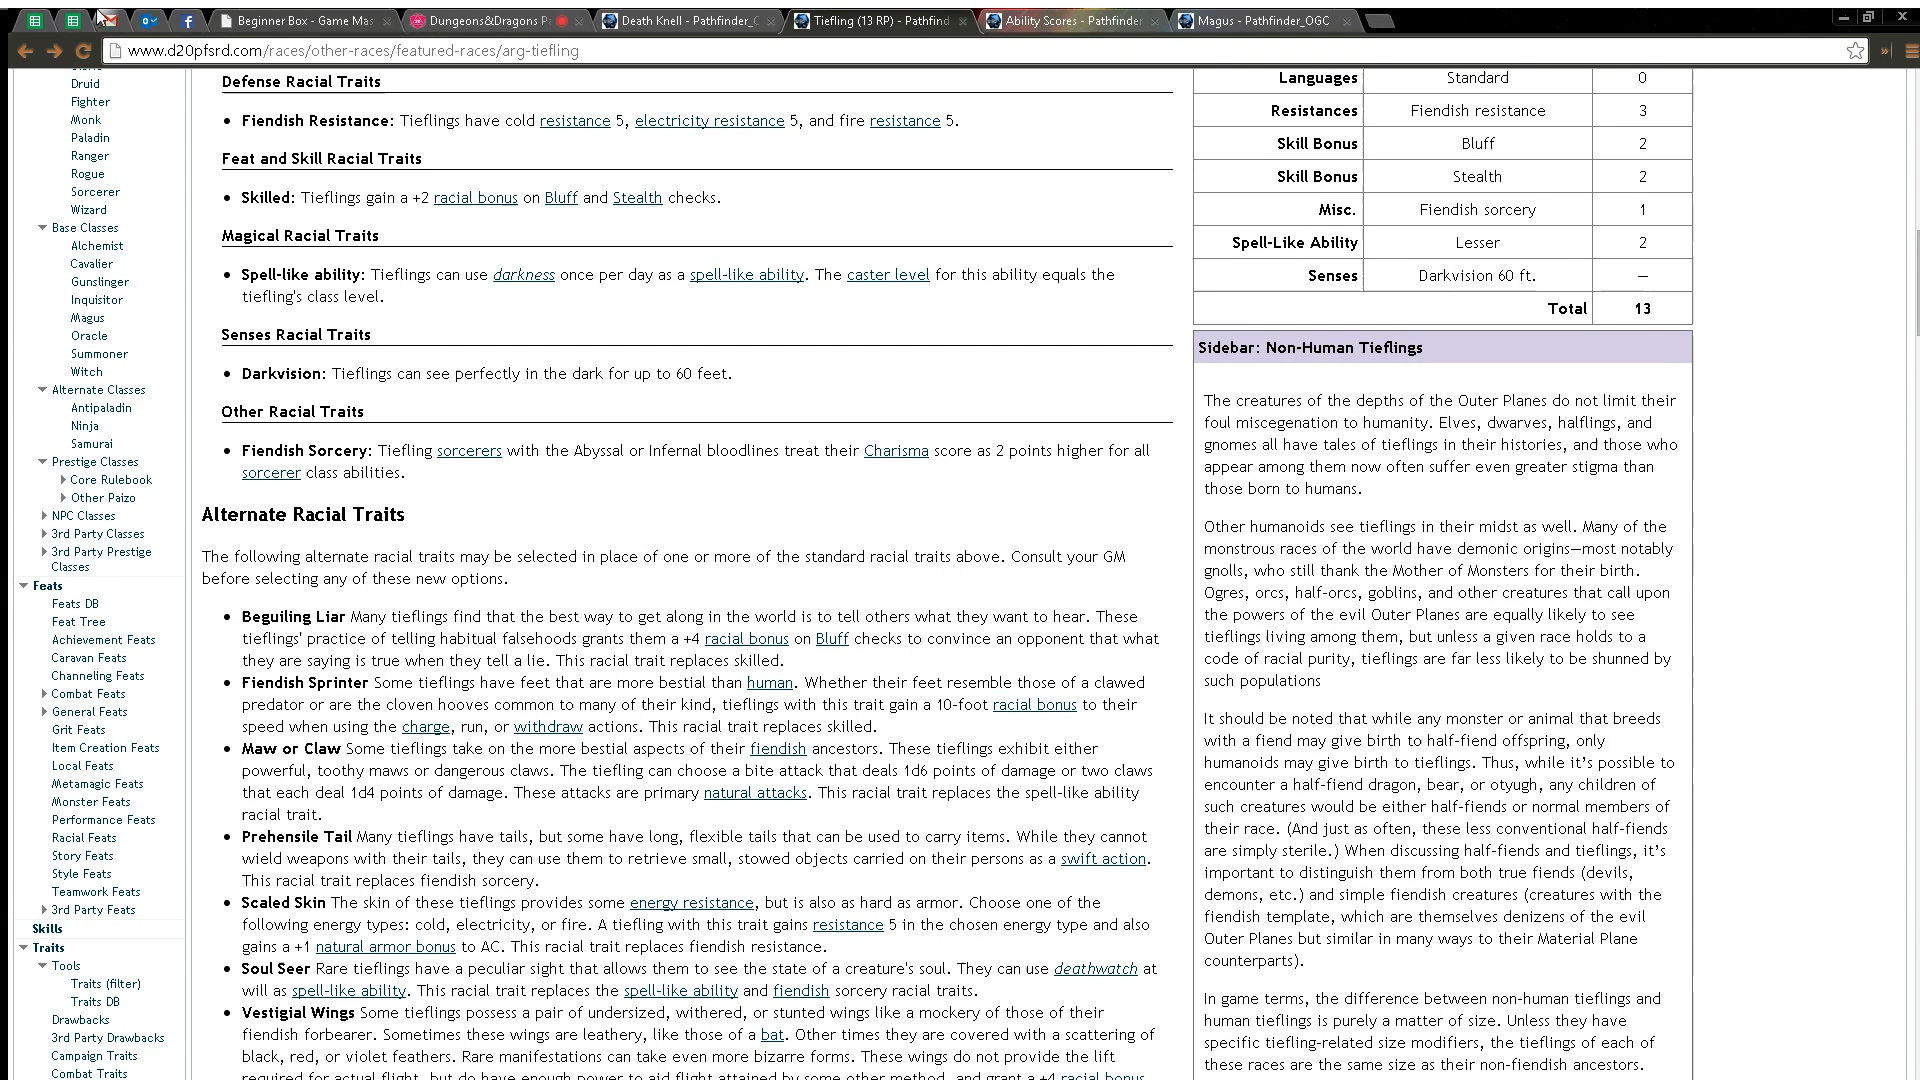 Beginner Box - Game Mas
Dungeons&Dragons Pa
Death Knell - Pathfinder_O
Tiefling (13 RP) - Pathfind
Ability Scores - Pathfinder
Magus - Pathfinder_OGC
www.d20pfsrd.com/races/other-races/featured-races/arg-tiefling
Druid
Fighter
Monk
Paladin
Ranger
Rogue
Sorcerer
Wizard
Base Classes
Alchemist
Cavalier
Gunslinger
Inquisitor
Magus
Oracle
Summoner
Witch
Alternate Classes
Antipaladin
Ninja
Samurai
Prestige Classes
Core Rulebook
Other Paizo
NPC Classes
3rd Party Classes
3rd Party Prestige
Classes
Feats
Feats DB
Feat Tree
Achievement Feats
Caravan Feats
Channeling Feats
Combat Feats
General Feats
Grit Feats
Item Creation Feats
Local Feats
Metamagic Feats
Monster Feats
Performance Feats
Racial Feats
Story Feats
Style Feats
Teamwork Feats
3rd Party Feats
Skills
Traits
Tools
Traits (filter)
Traits DB
Drawbacks
3rd Party Drawbacks
Campaign Traits
Combat Traits
Defense Racial Traits
• Fiendish Resistance: Tieflings have cold resistance 5, electricity resistance 5, and fire resistance 5.
Feat and Skill Racial Traits
• Skilled: Tieflings gain a +2 racial bonus on Bluff and Stealth checks.
Magical Racial Traits
• Spell-like ability: Tieflings can use darkness once per day as a spell-like ability. The caster level for this ability equals the
tiefling's class level.
Senses Racial Traits
• Darkvision: Tieflings can see perfectly in the dark for up to 60 feet.
Other Racial Traits
• Fiendish Sorcery: Tiefling sorcerers with the Abyssal or Infernal bloodlines treat their Charisma score as 2 points higher for all
sorcerer class abilities.
Alternate Racial Traits
The following alternate racial traits may be selected in place of one or more of the standard racial traits above. Consult your GM
before selecting any of these new options.
• Beguiling Liar Many tieflings find that the best way to get along in the world is to tell others what they want to hear. These
tieflings' practice of telling habitual falsehoods grants them a +4 racial bonus on Bluff checks to convince an opponent that what
they are saying is true when they tell a lie. This racial trait replaces skilled.
• Fiendish Sprinter Some tieflings have feet that are more bestial than human. Whether their feet resemble those of a clawed
predator or are the cloven hooves common to many of their kind, tieflings with this trait gain a 10-foot racial bonus to their
speed when using the charge, run, or withdraw actions. This racial trait replaces skilled.
• Maw or Claw Some tieflings take on the more bestial aspects of their fiendish ancestors. These tieflings exhibit either
powerful, toothy maws or dangerous claws. The tiefling can choose a bite attack that deals 1d6 points of damage or two claws
that each deal 1d4 points of damage. These attacks are primary natural attacks. This racial trait replaces the spell-like ability
racial trait.
• Prehensile Tail Many tieflings have tails, but some have long, flexible tails that can be used to carry items. While they cannot
wield weapons with their tails, they can use them to retrieve small, stowed objects carried on their persons as a swift action.
This racial trait replaces fiendish sorcery.
• Scaled Skin The skin of these tieflings provides some energy resistance, but is also as hard as armor. Choose one of the
following energy types: cold, electricity, or fire. A tiefling with this trait gains resistance 5 in the chosen energy type and also
gains a +1 natural armor bonus to AC. This racial trait replaces fiendish resistance.
• Soul Seer Rare tieflings have a peculiar sight that allows them to see the state of a creature's soul. They can use deathwatch at
will as spell-like ability. This racial trait replaces the spell-like ability and fiendish sorcery racial traits.
• Vestigial Wings Some tieflings possess a pair of undersized, withered, or stunted wings like a mockery of those of their
fiendish forbearer. Sometimes these wings are leathery, like those of a bat. Other times they are covered with a scattering of
black, red, or violet feathers. Rare manifestations can take even more bizarre forms. These wings do not provide the lift
required for actual flight, but do have enough power to aid flight attained by some other method, and grant a +4 racial bonus
Languages Standard 0
Resistances Fiendish resistance 3
Skill Bonus Bluff 2
Skill Bonus Stealth 2
Misc. Fiendish sorcery 1
Spell-Like Ability Lesser 2
Senses Darkvision 60 ft. —
Total 13
Sidebar: Non-Human Tieflings
The creatures of the depths of the Outer Planes do not limit their
foul miscegenation to humanity. Elves, dwarves, halflings, and
gnomes all have tales of tieflings in their histories, and those who
appear among them now often suffer even greater stigma than
those born to humans.
Other humanoids see tieflings in their midst as well. Many of the
monstrous races of the world have demonic origins—most notably
gnolls, who still thank the Mother of Monsters for their birth.
Ogres, orcs, half-orcs, goblins, and other creatures that call upon
the powers of the evil Outer Planes are equally likely to see
tieflings living among them, but unless a given race holds to a
code of racial purity, tieflings are far less likely to be shunned by
such populations
It should be noted that while any monster or animal that breeds
with a fiend may give birth to half-fiend offspring, only
humanoids may give birth to tieflings. Thus, while it's possible to
encounter a half-fiend dragon, bear, or otyugh, any children of
such creatures would be either half-fiends or normal members of
their race. (And just as often, these less conventional half-fiends
are simply sterile.) When discussing half-fiends and tieflings, it's
important to distinguish them from both true fiends (devils,
demons, etc.) and simple fiendish creatures (creatures with the
fiendish template, which are themselves denizens of the evil
Outer Planes but similar in many ways to their Material Plane
counterparts).
In game terms, the difference between non-human tieflings and
human tieflings is purely a matter of size. Unless they have
specific tiefling-related size modifiers, the tieflings of each of
these races are the same size as their non-fiendish ancestors.